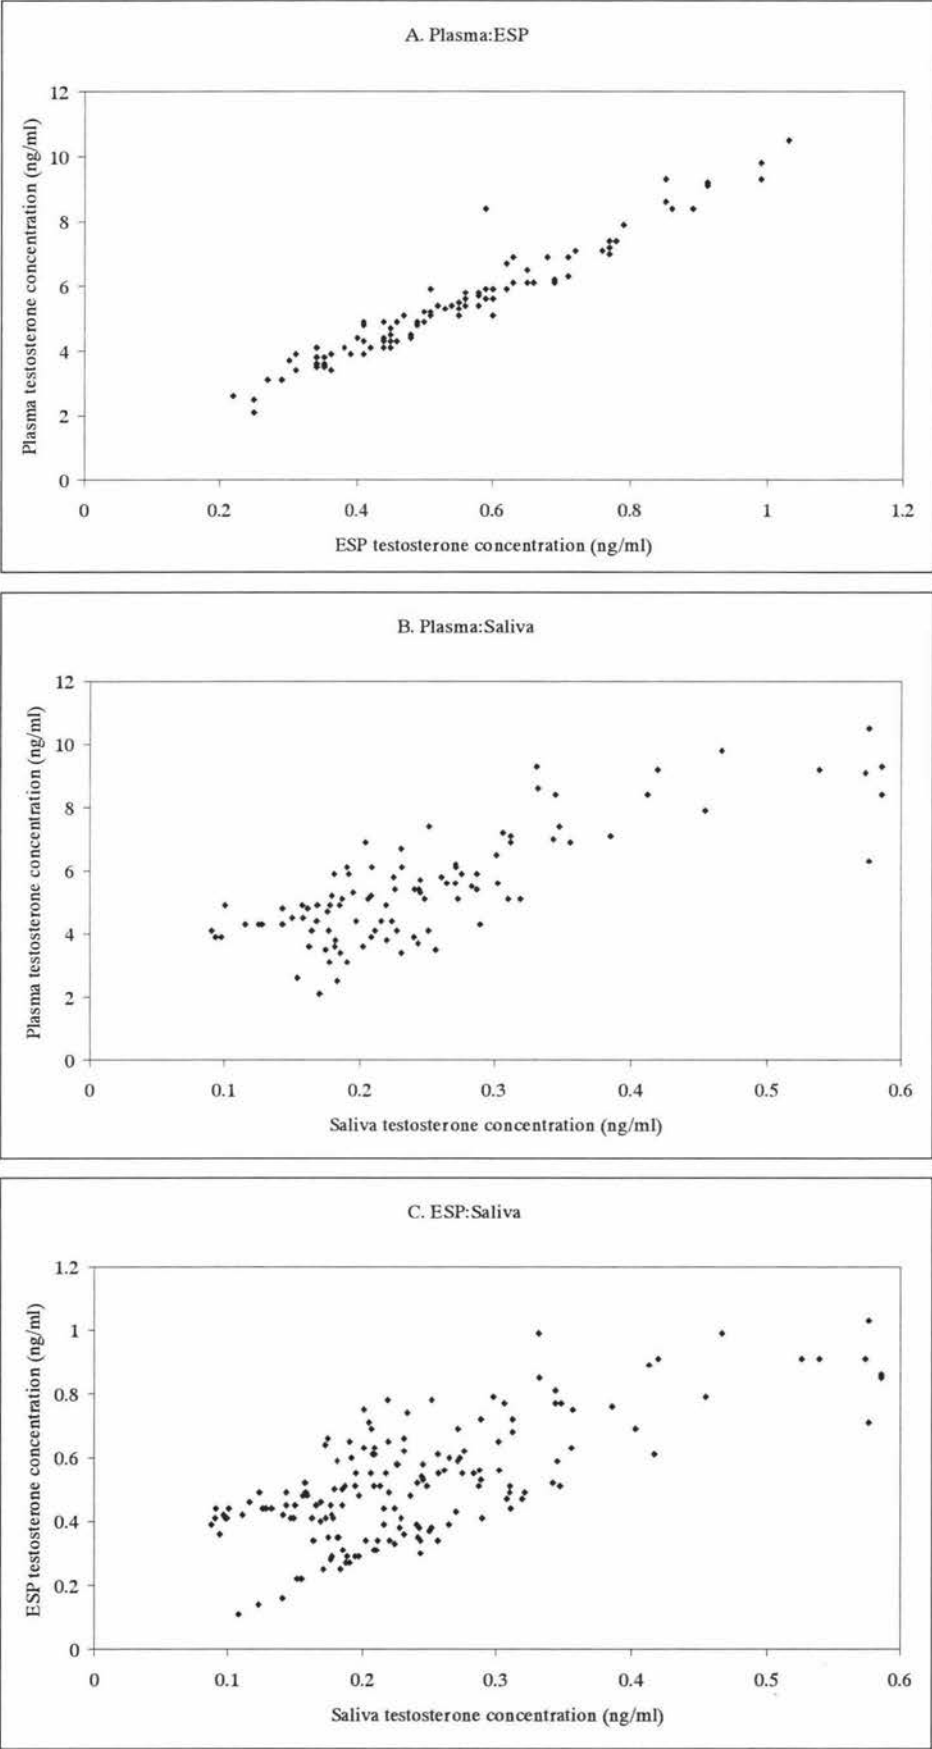 A. Plasma:ESP
Plasma testosterone concentration (ng/ml)
12
10
8
6
4
2
0
0 0.2 0.4 0.6 0.8 1 1.2
ESP testosterone concentration (ng/ml)
B. Plasma:Saliva
Plasma testosterone concentration (ng/ml)
12
10
8
6
4
2
0
0 0.1 0.2 0.3 0.4 0.5 0.6
Saliva testosterone concentration (ng/ml)
C. ESP:Saliva
ESP testosterone concentration (ng/ml)
1.2
1
0.8
0.6
0.4
0.2
0
0 0.1 0.2 0.3 0.4 0.5 0.6
Saliva testosterone concentration (ng/ml)